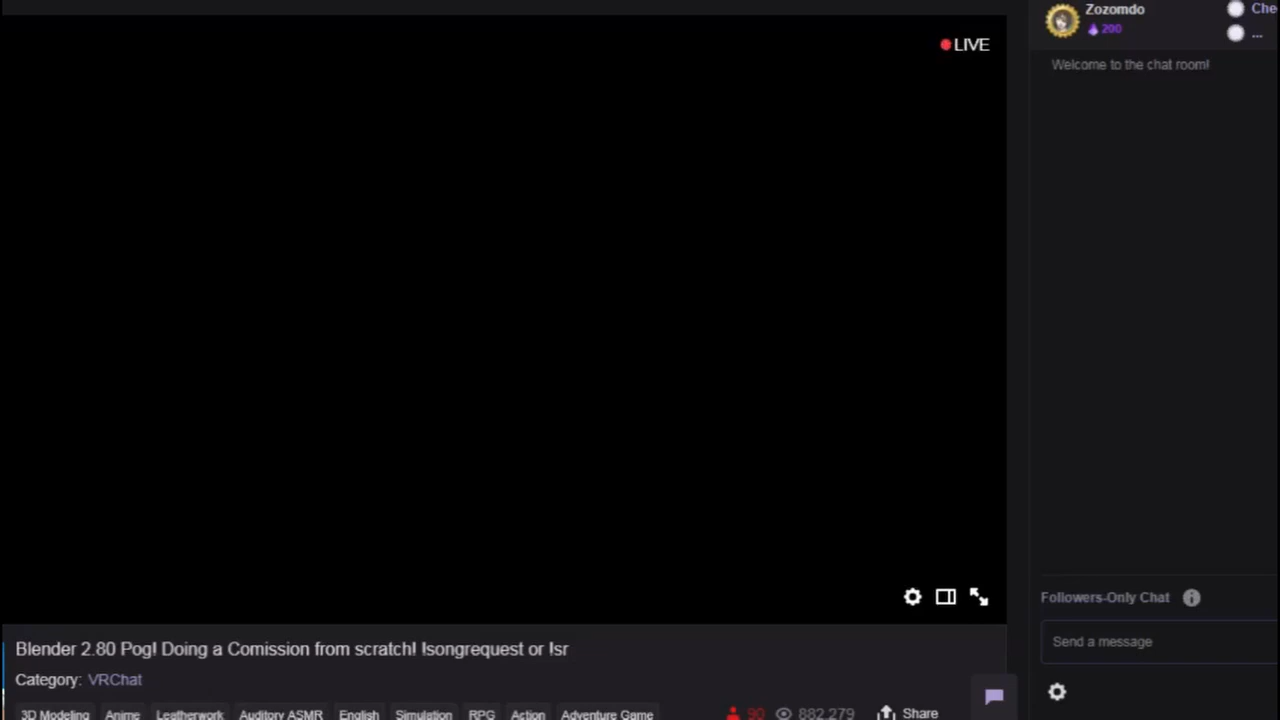 LIVE
Zozomdo
200
Che
...
Welcome to the chat room!
Followers-Only Chat
Send a message
Blender 2.80 Pog! Doing a Comission from scratch! !songrequest or !sr
Category: VRChat
3D Modeling Anime Leatherwork Auditory ASMR English Simulation RPG Action Adventure Game
90 882,279 Share